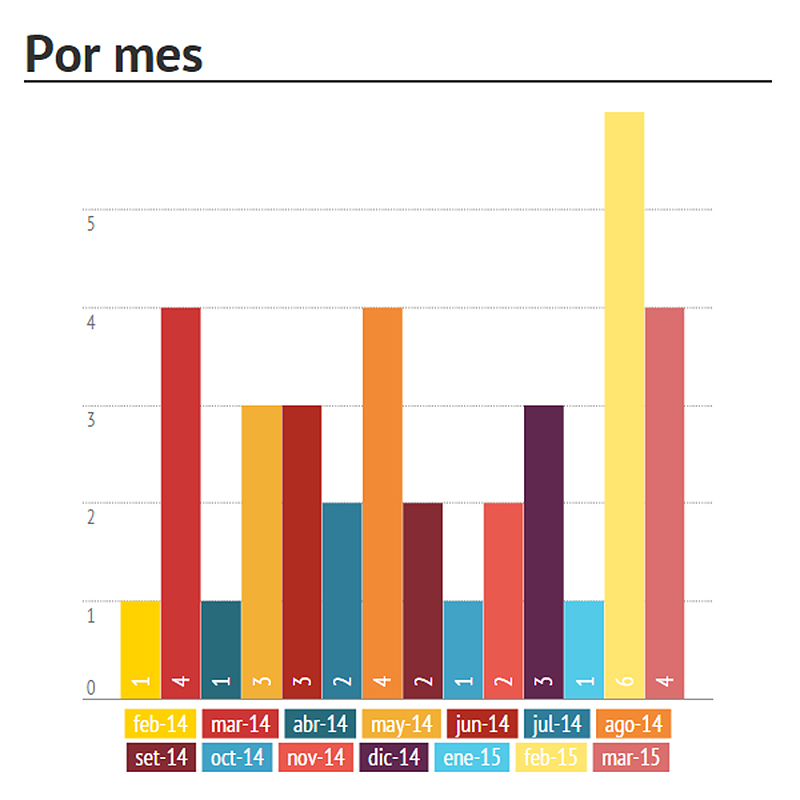 Por mes
5
4
3
2
1
0
1 4 1 3 3 2 4 2 1 2 3 1 6 4
feb-14 mar-14 abr-14 may-14 jun-14 jul-14 ago-14
set-14 oct-14 nov-14 dic-14 ene-15 feb-15 mar-15